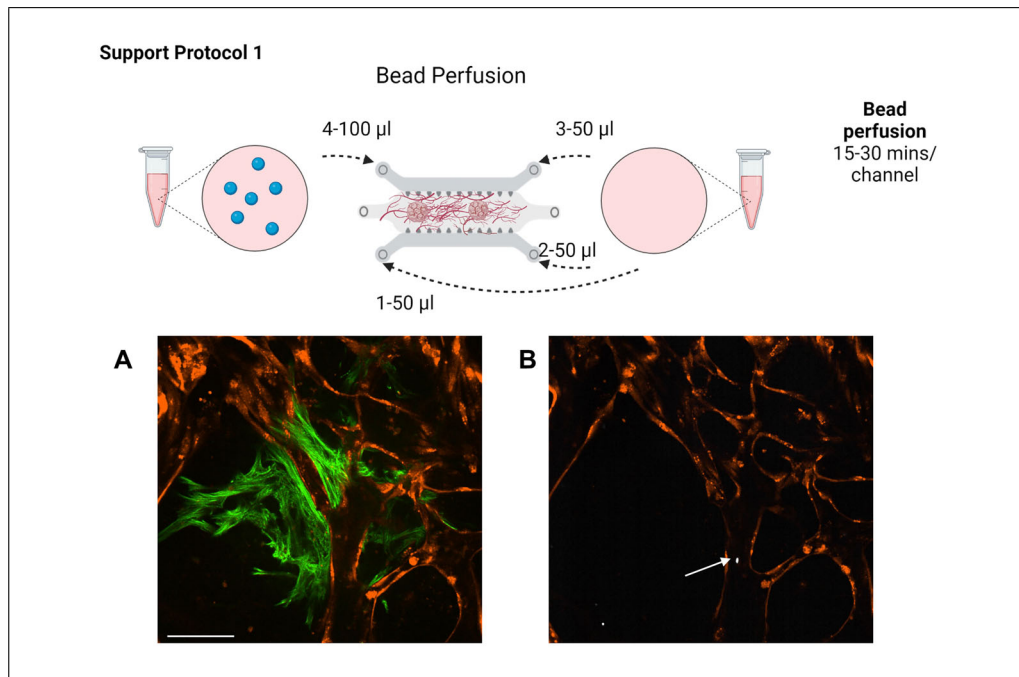 Support Protocol 1
Bead Perfusion
4-100 µl
3-50 µl
Bead
perfusion
15-30 mins/
channel
2-50 µl
1-50 µl
A
B